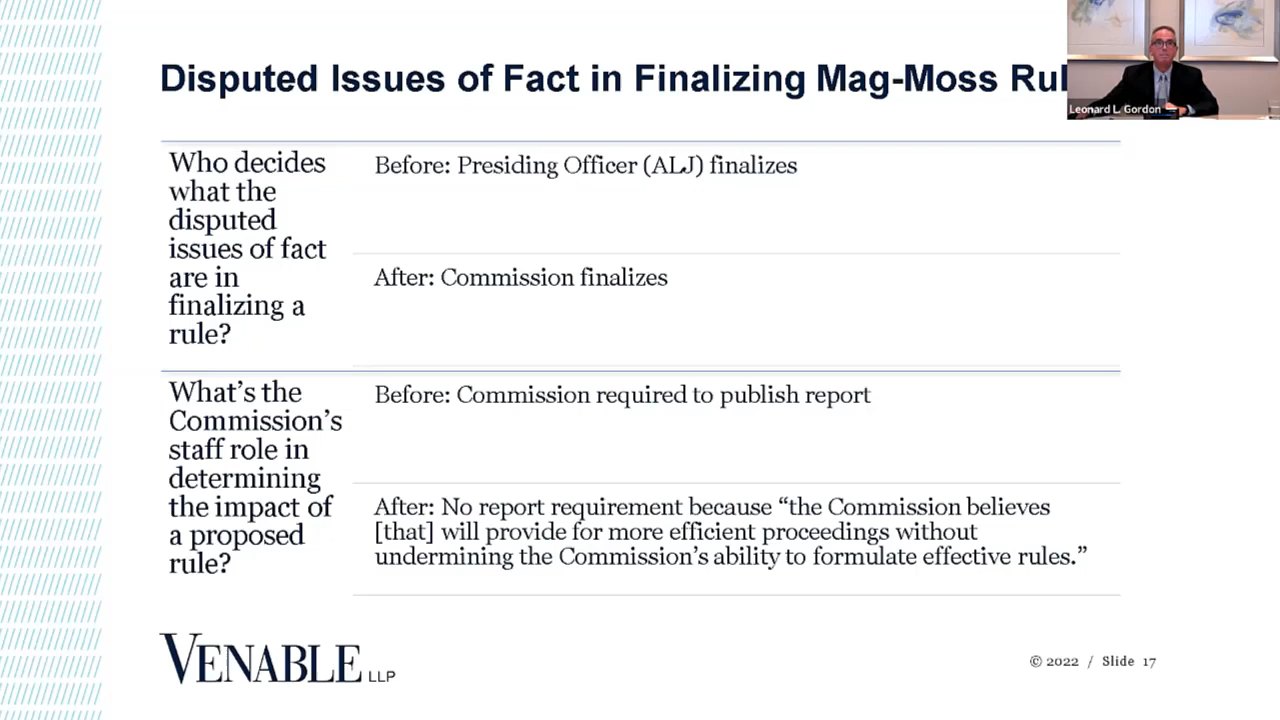 Disputed Issues of Fact in Finalizing Mag-Moss
Leonard L. Gordon
Who decides
what the
disputed
issues of fact
are in
finalizing a
rule?
Before: Presiding Officer (ALJ) finalizes
After: Commission finalizes
What’s the
Commission’s
staff role in
determining
the impact of
a proposed
rule?
Before: Commission required to publish report
After: No report requirement because “the Commission believes
[that] will provide for more efficient proceedings without
undermining the Commission’s ability to formulate effective rules.”
VENABLE LLP
© 2022 / Slide 17